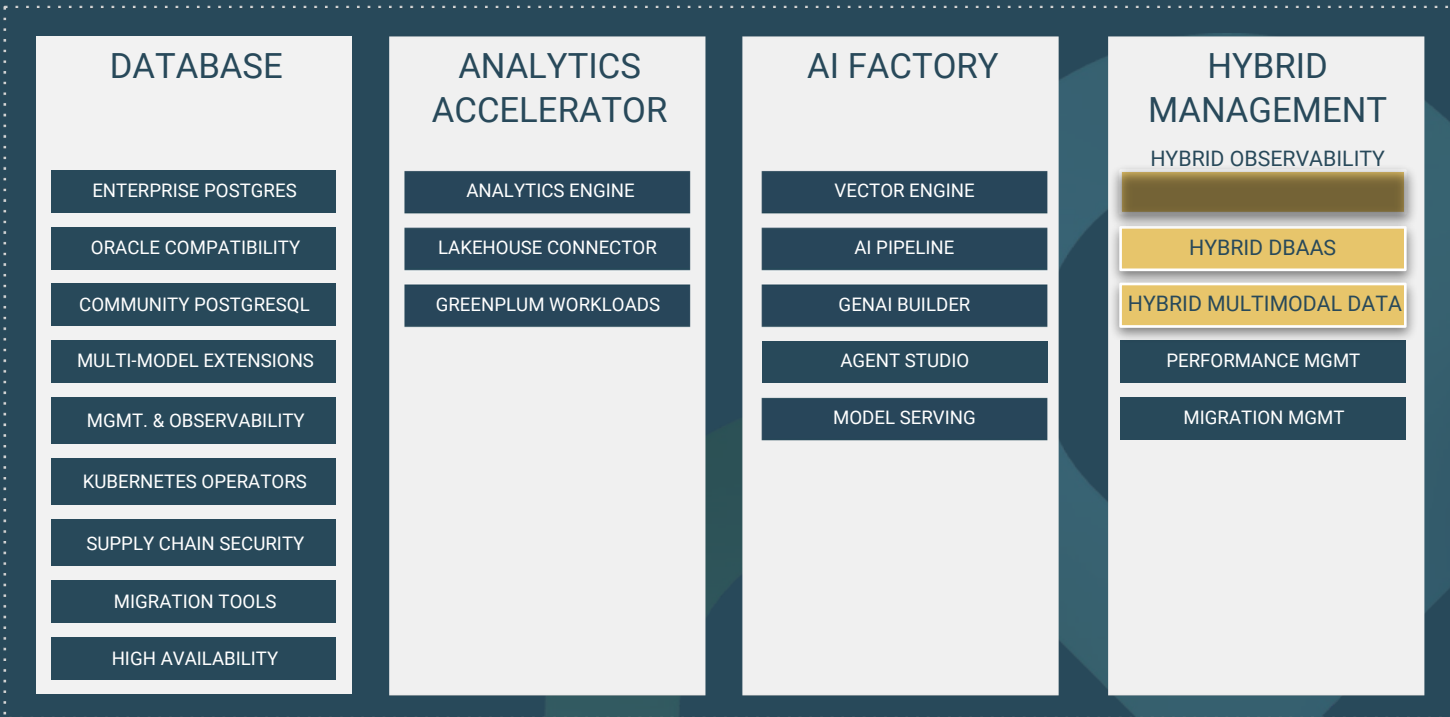 DATABASE
ENTERPRISE POSTGRES
ORACLE COMPATIBILITY
COMMUNITY POSTGRESQL
MULTI-MODEL EXTENSIONS
MGMT. & OBSERVABILITY
KUBERNETES OPERATORS
SUPPLY CHAIN SECURITY
MIGRATION TOOLS
HIGH AVAILABILITY
ANALYTICS
ACCELERATOR
ANALYTICS ENGINE
LAKEHOUSE CONNECTOR
GREENPLUM WORKLOADS
AI FACTORY
VECTOR ENGINE
AI PIPELINE
GENAI BUILDER
AGENT STUDIO
MODEL SERVING
HYBRID
MANAGEMENT
HYBRID OBSERVABILITY
HYBRID DBAAS
HYBRID MULTIMODAL DATA
PERFORMANCE MGMT
MIGRATION MGMT